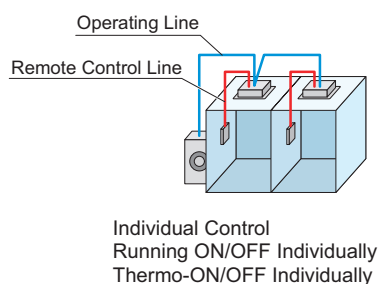 Operating Line
Remote Control Line
Individual Control
Running ON/OFF Individually
Thermo-ON/OFF Individually